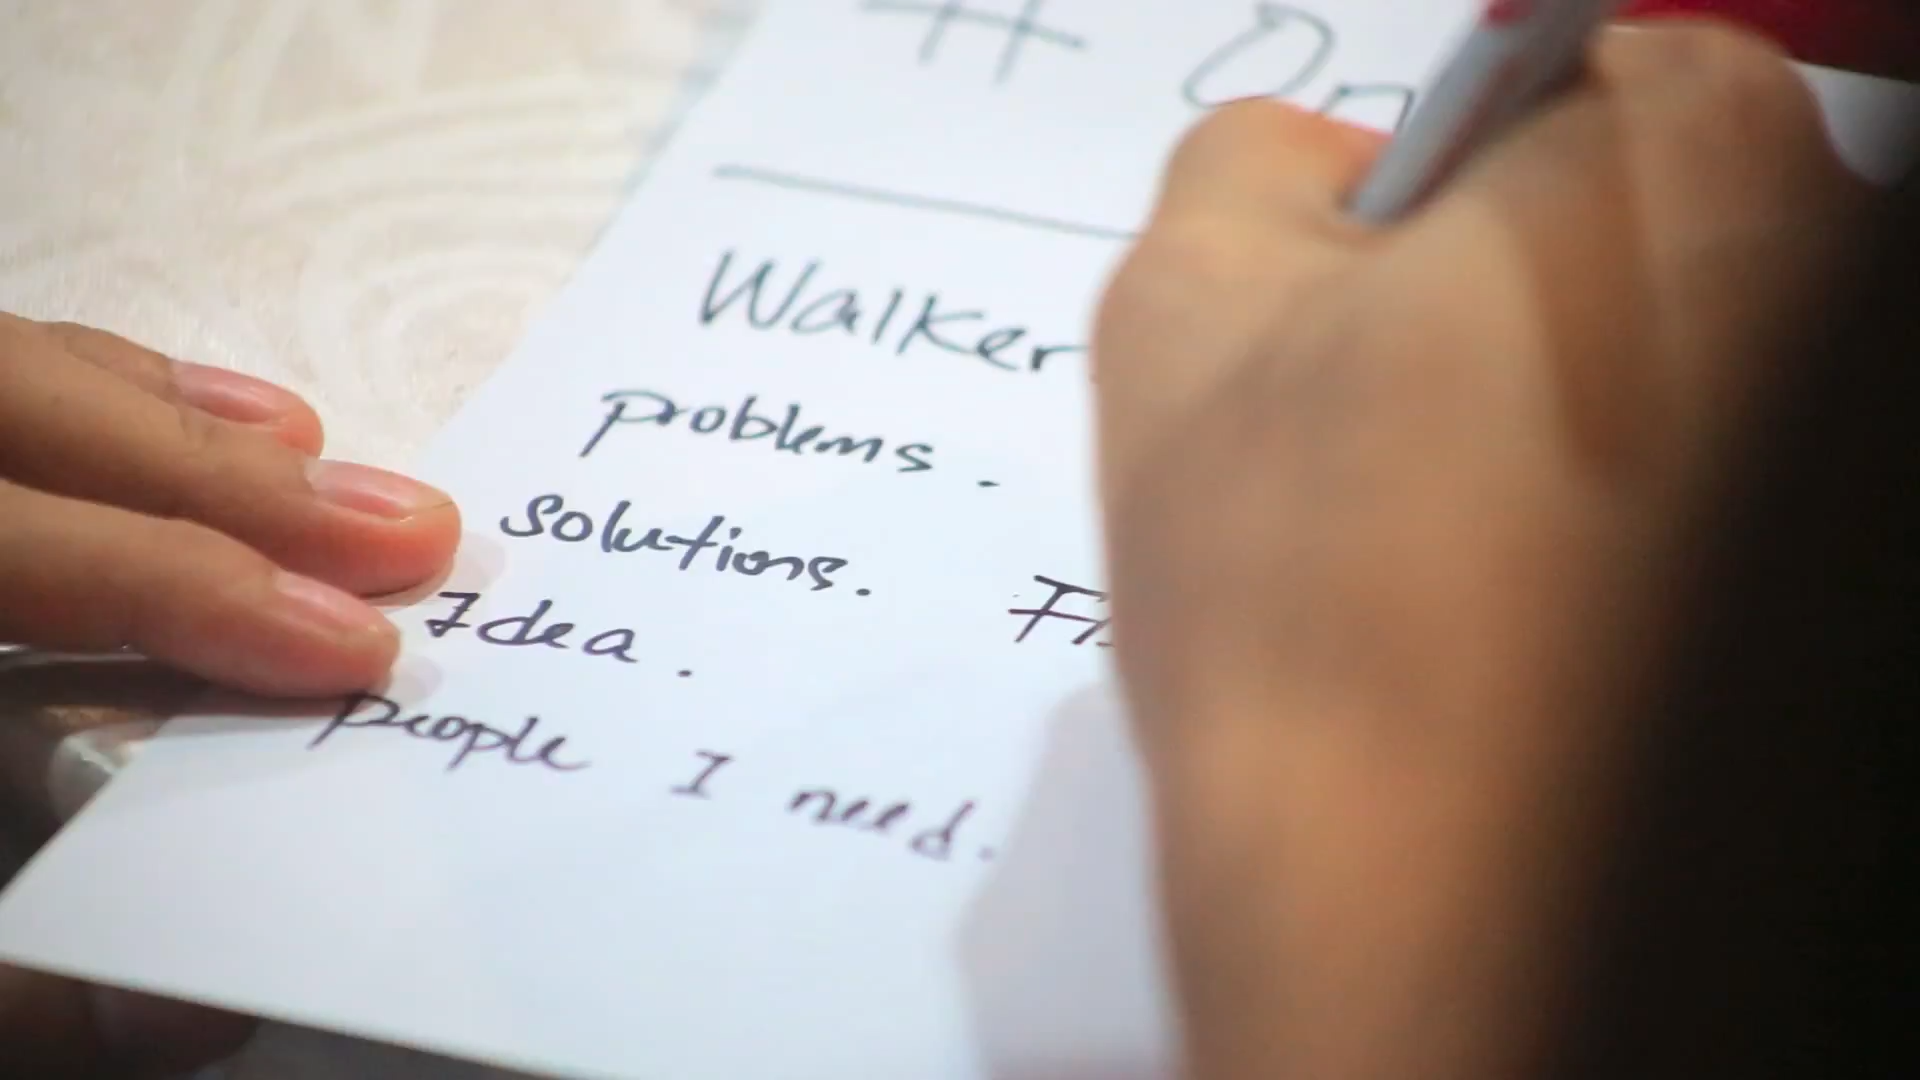 #
Walker
problems.
solutions.
Idea.
people I need.